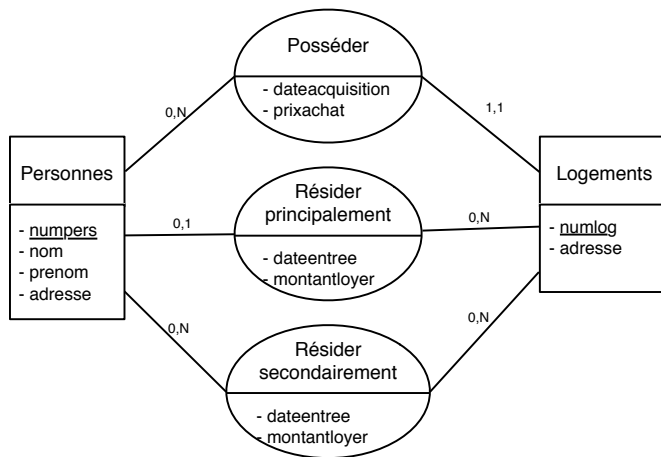 Posséder
- dateacquisition
- prixachat
0,N
1,1
Personnes
- numpers
- nom
- prenom
- adresse
Résider
principalement
- dateentree
- montantloyer
0,1
0,N
Logements
- numlog
- adresse
0,N
0,N
Résider
secondairement
- dateentree
- montantloyer